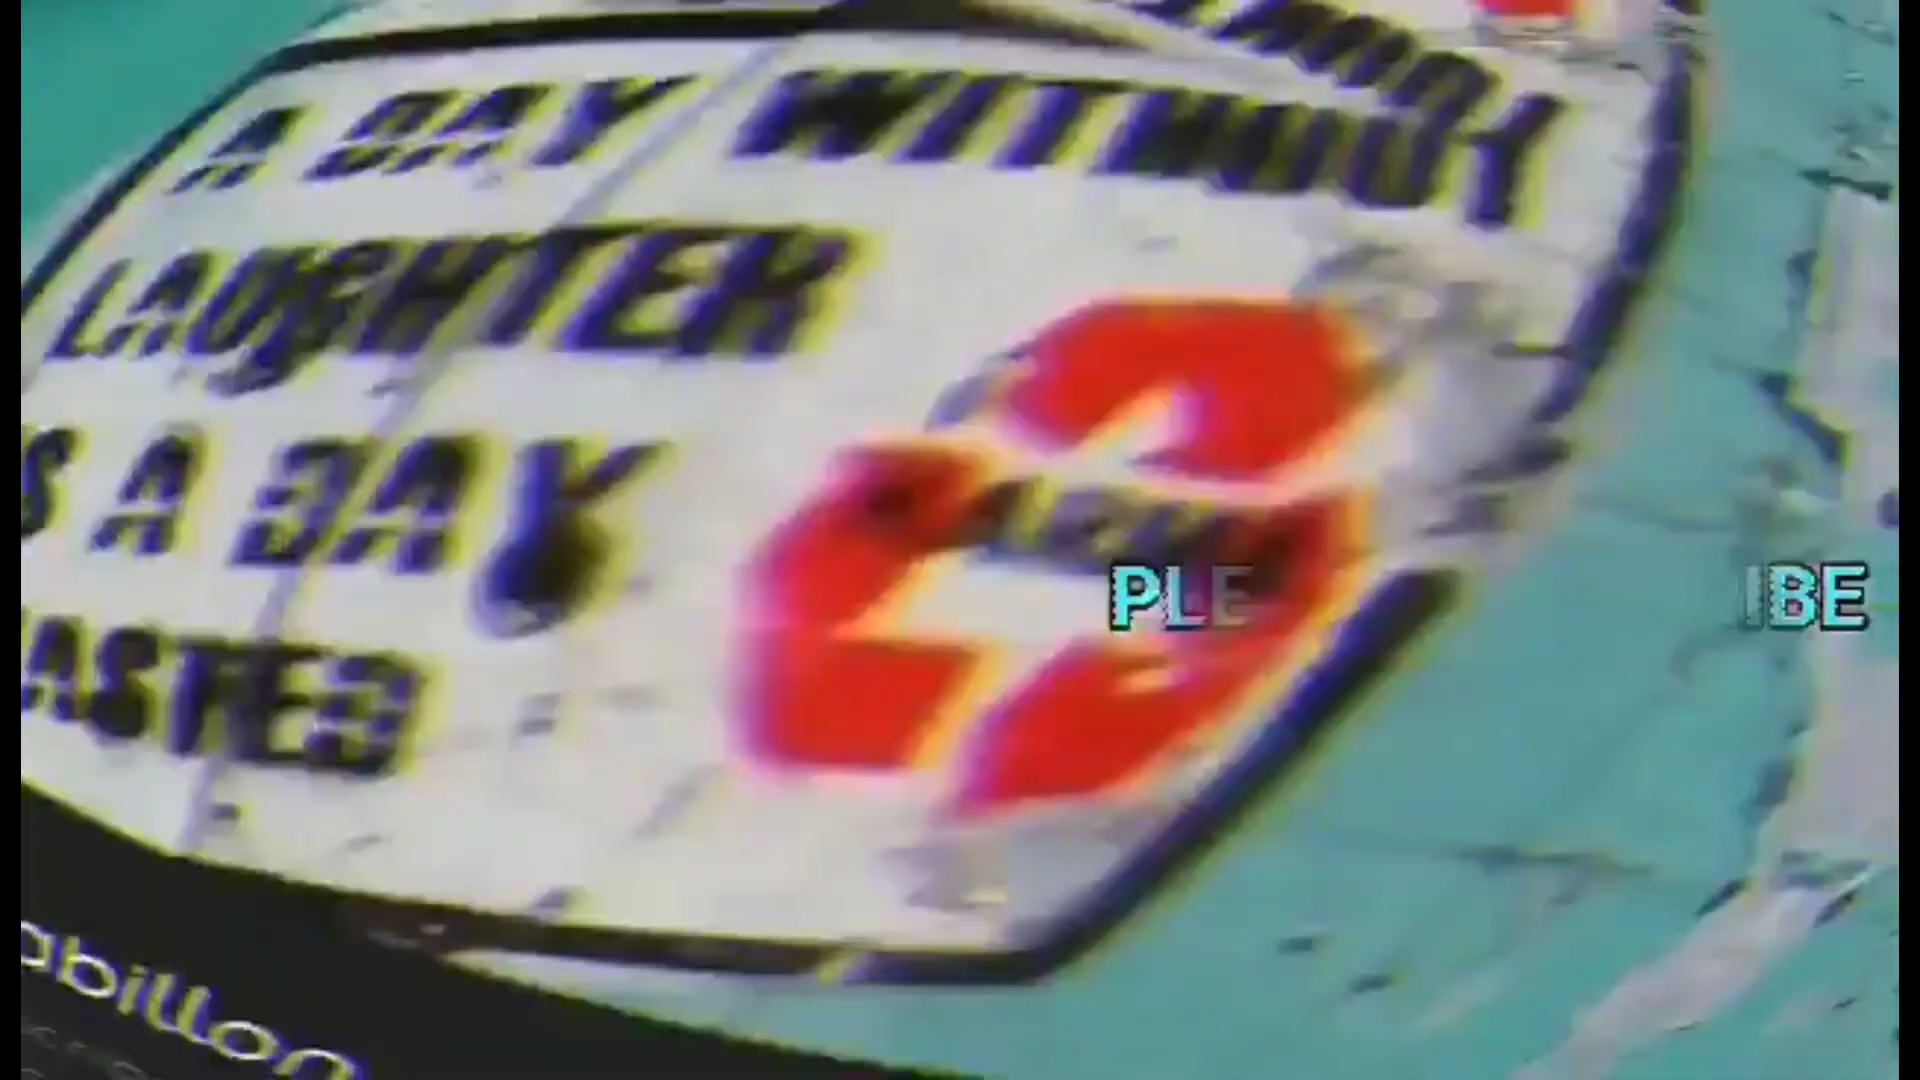 A DAY WITHOUT
LAUGHTER
S A DAY
ASTED
PLE IBE
abillon